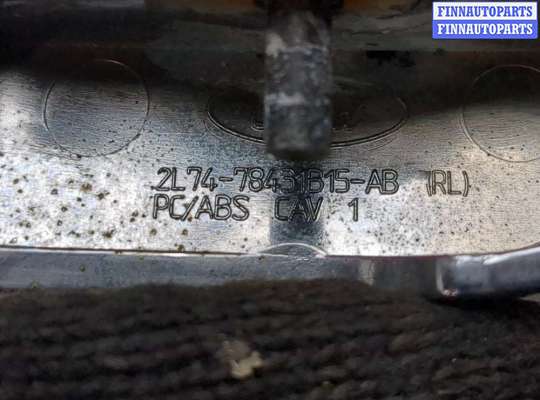 FINNAUTOPARTS
FINNAUTOPARTS
2L74-78431B15-AB (RL)
PC/ABS CAV 1